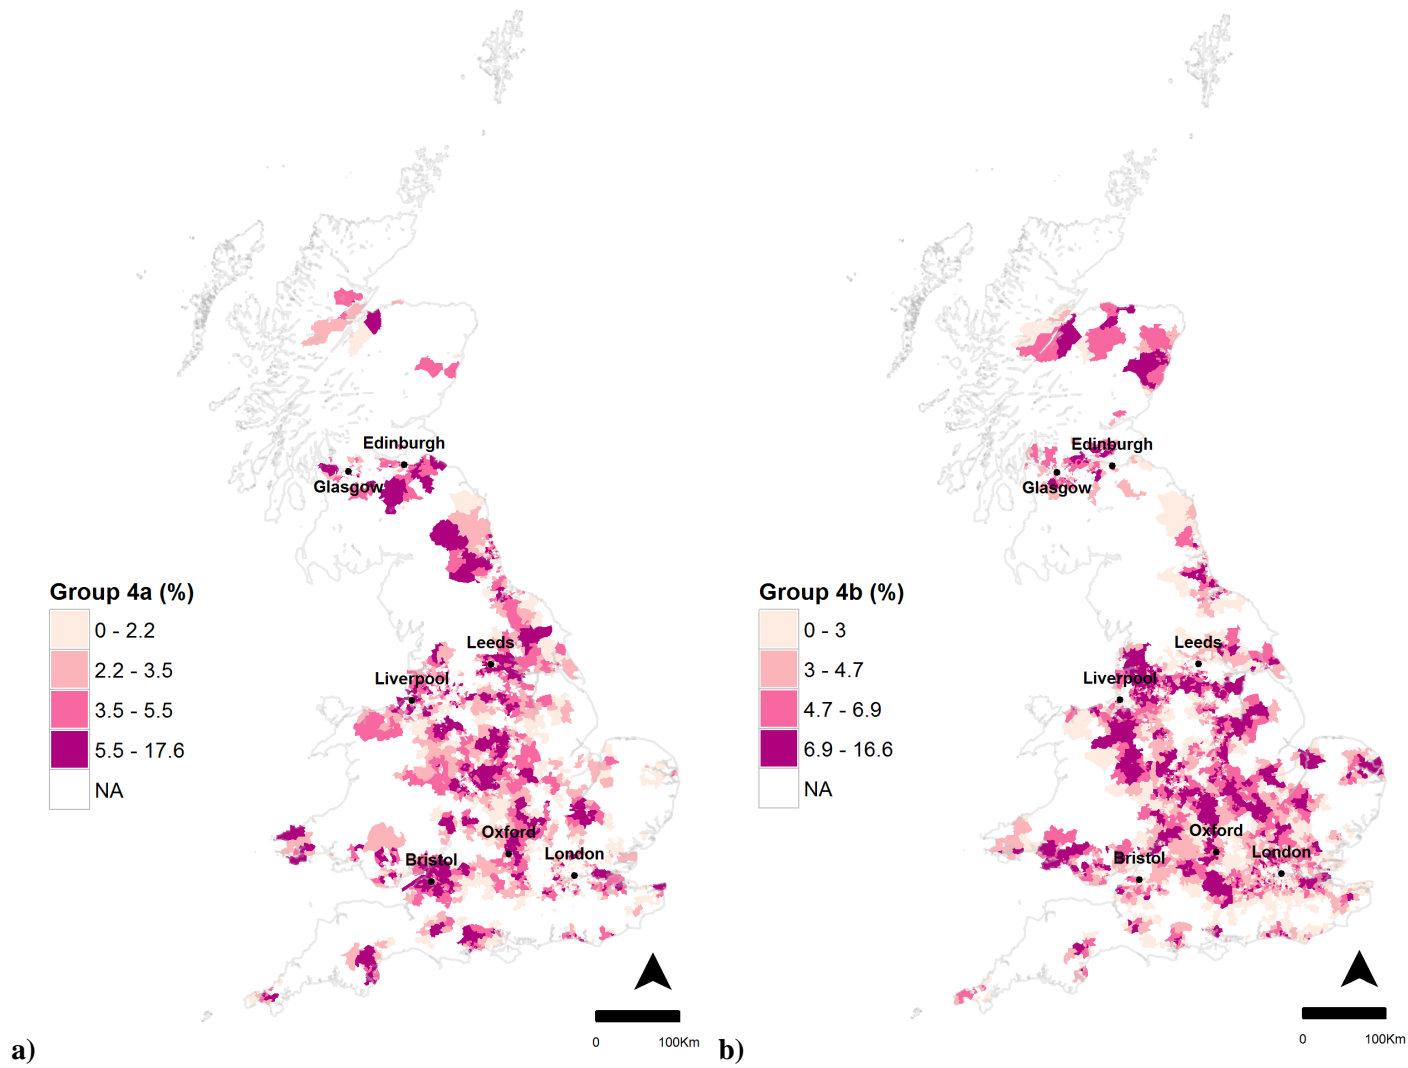 Edinburgh
Glasgow
Group 4a (%)
0 - 2.2
2.2 - 3.5
3.5 - 5.5
5.5 - 17.6
NA
Leeds
Liverpool
Oxford
Bristol
London
0 100Km
a)
Edinburgh
Glasgow
Group 4b (%)
0 - 3
3 - 4.7
4.7 - 6.9
6.9 - 16.6
NA
Leeds
Liverpool
Oxford
Bristol
London
0 100Km
b)